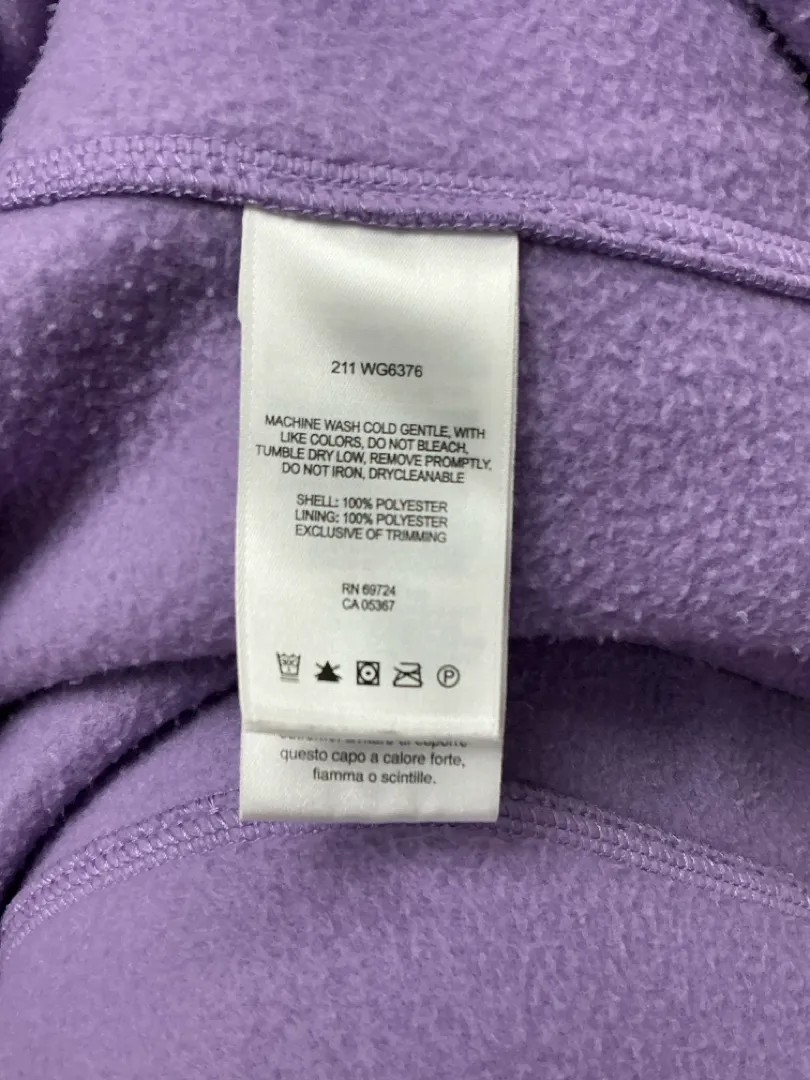 211 WG6376
MACHINE WASH COLD GENTLE, WITH
LIKE COLORS, DO NOT BLEACH,
TUMBLE DRY LOW, REMOVE PROMPTLY,
DO NOT IRON, DRYCLEANABLE
SHELL: 100% POLYESTER
LINING: 100% POLYESTER
EXCLUSIVE OF TRIMMING
RN 69724
CA 05367
30C
P
questo capo a calore forte,
fiamma o scintille.